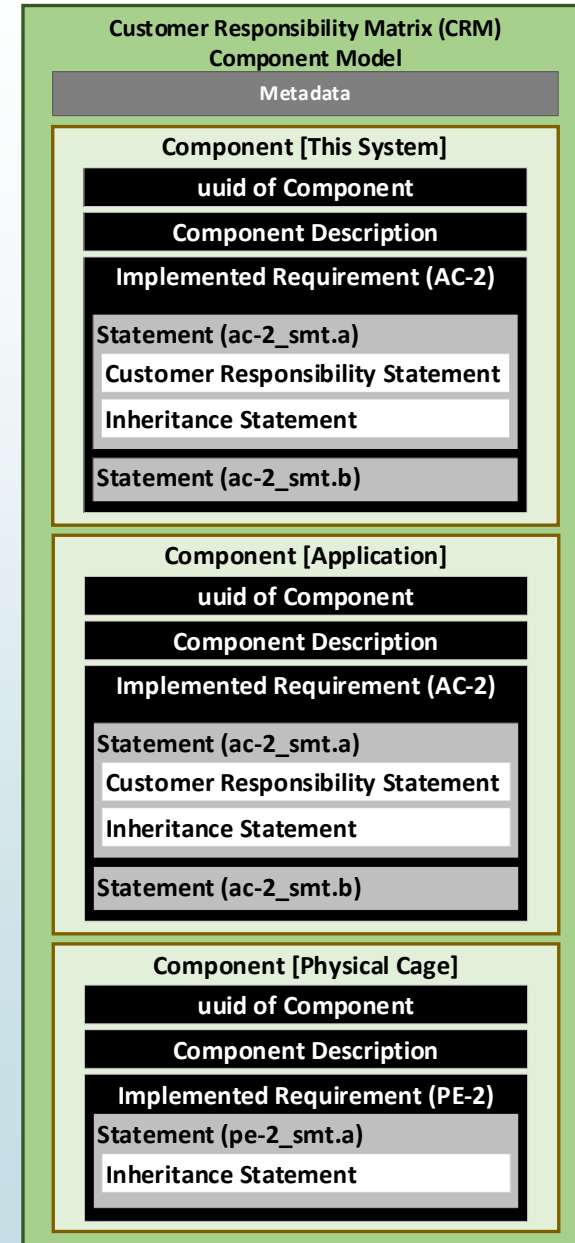 Customer Responsibility Matrix (CRM)
Component Model
Metadata
Component [This System]
uuid of Component
Component Description
Implemented Requirement (AC-2)
Statement (ac-2_smt.a)
Customer Responsibility Statement
Inheritance Statement
Statement (ac-2_smt.b)
Component [Application]
uuid of Component
Component Description
Implemented Requirement (AC-2)
Statement (ac-2_smt.a)
Customer Responsibility Statement
Inheritance Statement
Statement (ac-2_smt.b)
Component [Physical Cage]
uuid of Component
Component Description
Implemented Requirement (PE-2)
Statement (pe-2_smt.a)
Inheritance Statement